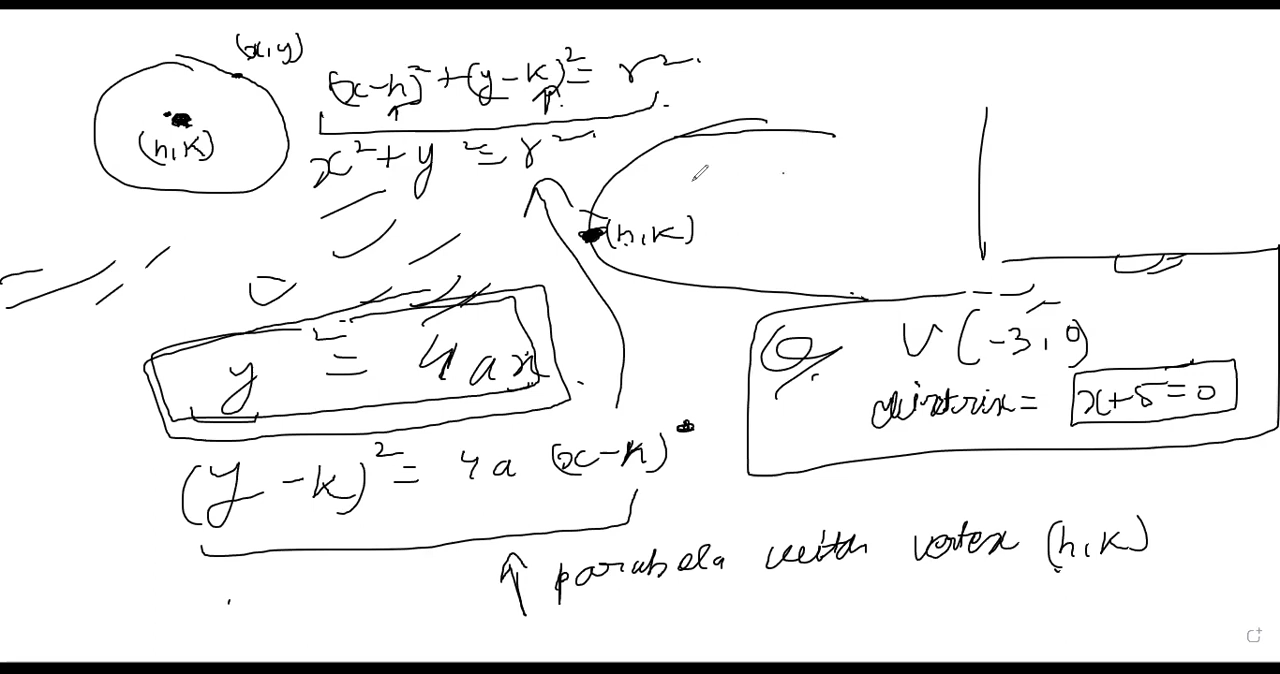 (x,y)
(h,k)
(x-h)²+(y-k)²=r².
x²+y²=r²
(h,k)
y²=4ax
(y-k)²=4a(x-h)
Q. V(-3,0)
directrix= x+5=0
parabola with vertex (h,k)